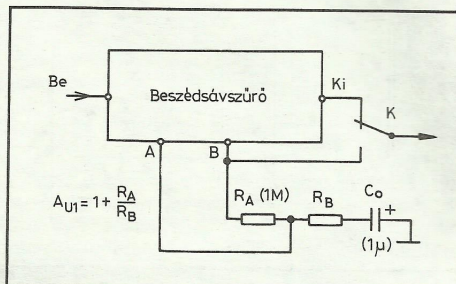 Be
Beszédsávszűrő
Ki
K
A
B
A_U1 = 1 + R_A / R_B
R_A (1M)
R_B
C_o
+
(1µ)